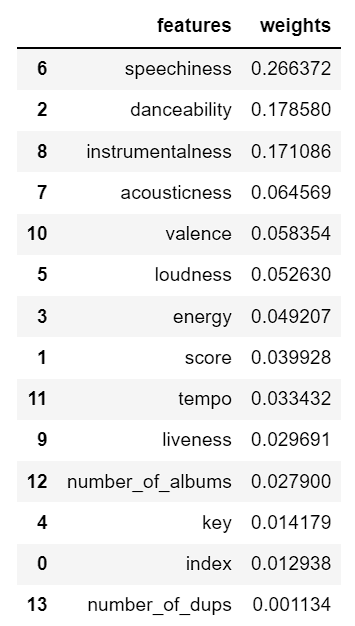 features weights
6 speechiness 0.266372
2 danceability 0.178580
8 instrumentalness 0.171086
7 acousticness 0.064569
10 valence 0.058354
5 loudness 0.052630
3 energy 0.049207
1 score 0.039928
11 tempo 0.033432
9 liveness 0.029691
12 number_of_albums 0.027900
4 key 0.014179
0 index 0.012938
13 number_of_dups 0.001134